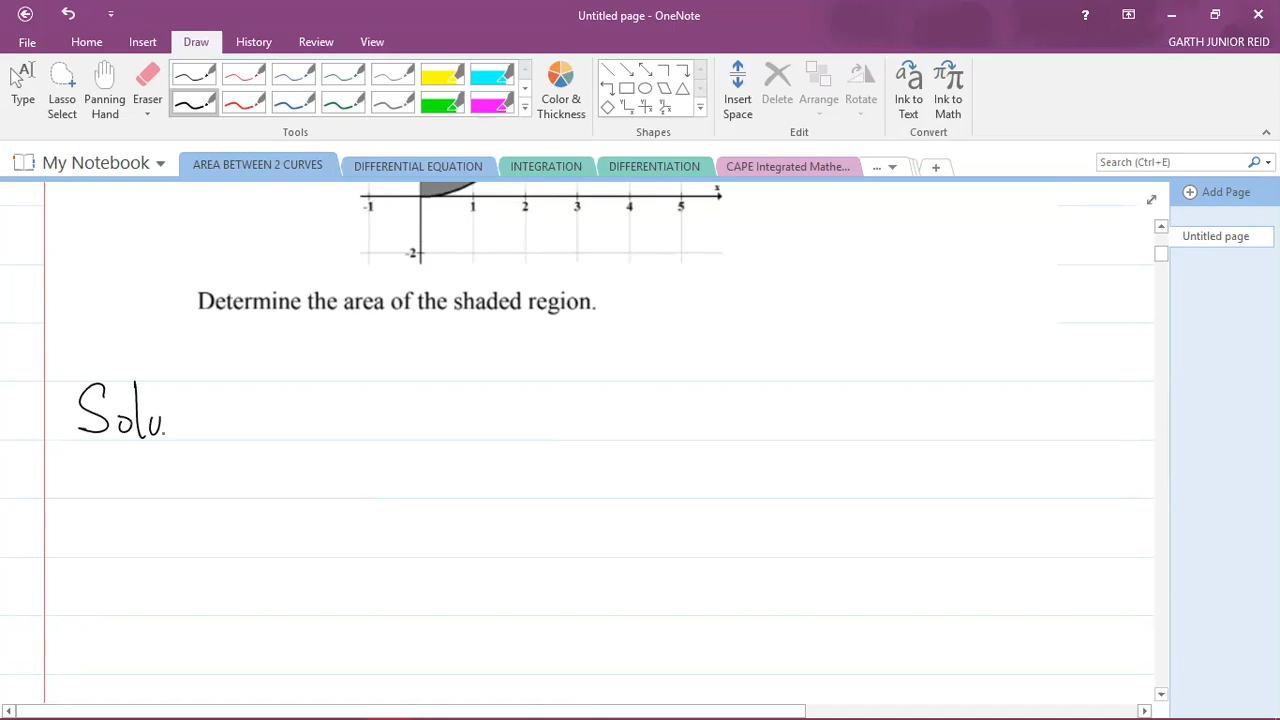 Untitled page - OneNote
?
File
Home
Insert
Draw
History
Review
View
GARTH JUNIOR REID
Type
Lasso Select
Panning Hand
Eraser
Color & Thickness
Insert Space
Delete
Arrange
Rotate
Ink to Text
Ink to Math
Tools
Shapes
Edit
Convert
My Notebook
AREA BETWEEN 2 CURVES
DIFFERENTIAL EQUATION
INTEGRATION
DIFFERENTIATION
CAPE Integrated Mathe...
...
Search (Ctrl+E)
Add Page
Untitled page
x
-1 1 2 3 4 5
-2
Determine the area of the shaded region.
Solu